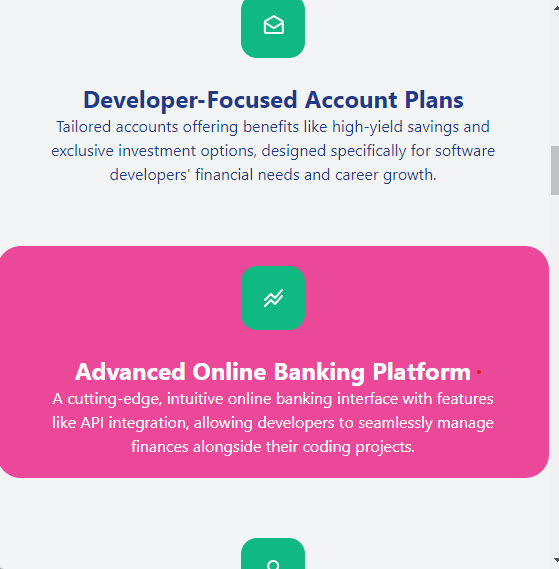 Developer-Focused Account Plans
Tailored accounts offering benefits like high-yield savings and
exclusive investment options, designed specifically for software
developers' financial needs and career growth.
Advanced Online Banking Platform
A cutting-edge, intuitive online banking interface with features
like API integration, allowing developers to seamlessly manage
finances alongside their coding projects.